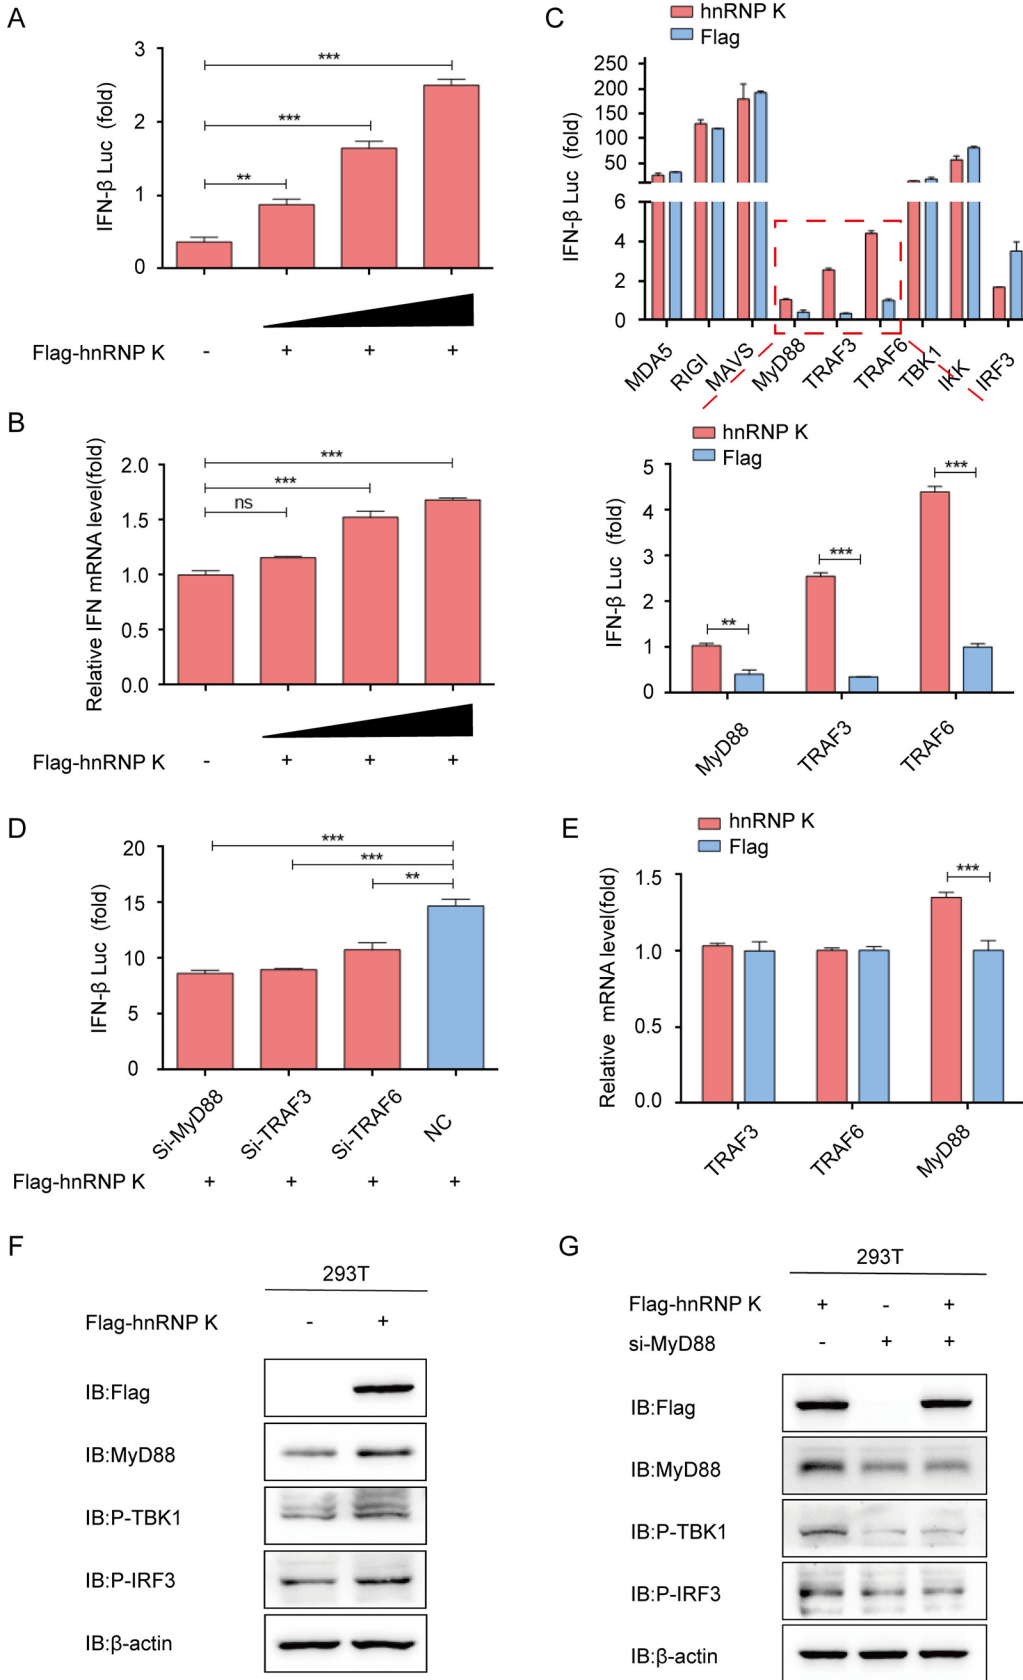 A
IFN-β Luc (fold)
3
2
1
0
**
***
***
Flag-hnRNP K - + + +
B
Relative IFN mRNA level(fold)
2.0
1.5
1.0
0.5
0.0
ns
***
***
Flag-hnRNP K - + + +
C
hnRNP K
Flag
IFN-β Luc (fold)
250
200
150
100
50
6
4
2
0
MDA5 RIGI MAVS MyD88 TRAF3 TRAF6 TBK1 IKK IRF3
hnRNP K
Flag
IFN-β Luc (fold)
5
4
3
2
1
0
**
***
***
MyD88 TRAF3 TRAF6
D
IFN-β Luc (fold)
20
15
10
5
0
***
***
**
Si-MyD88 Si-TRAF3 Si-TRAF6 NC
Flag-hnRNP K + + + +
E
hnRNP K
Flag
Relative mRNA level(fold)
1.5
1.0
0.5
0.0
***
TRAF3 TRAF6 MyD88
F
293T
Flag-hnRNP K - +
IB:Flag
IB:MyD88
IB:P-TBK1
IB:P-IRF3
IB:β-actin
G
293T
Flag-hnRNP K + - +
si-MyD88 - + +
IB:Flag
IB:MyD88
IB:P-TBK1
IB:P-IRF3
IB:β-actin